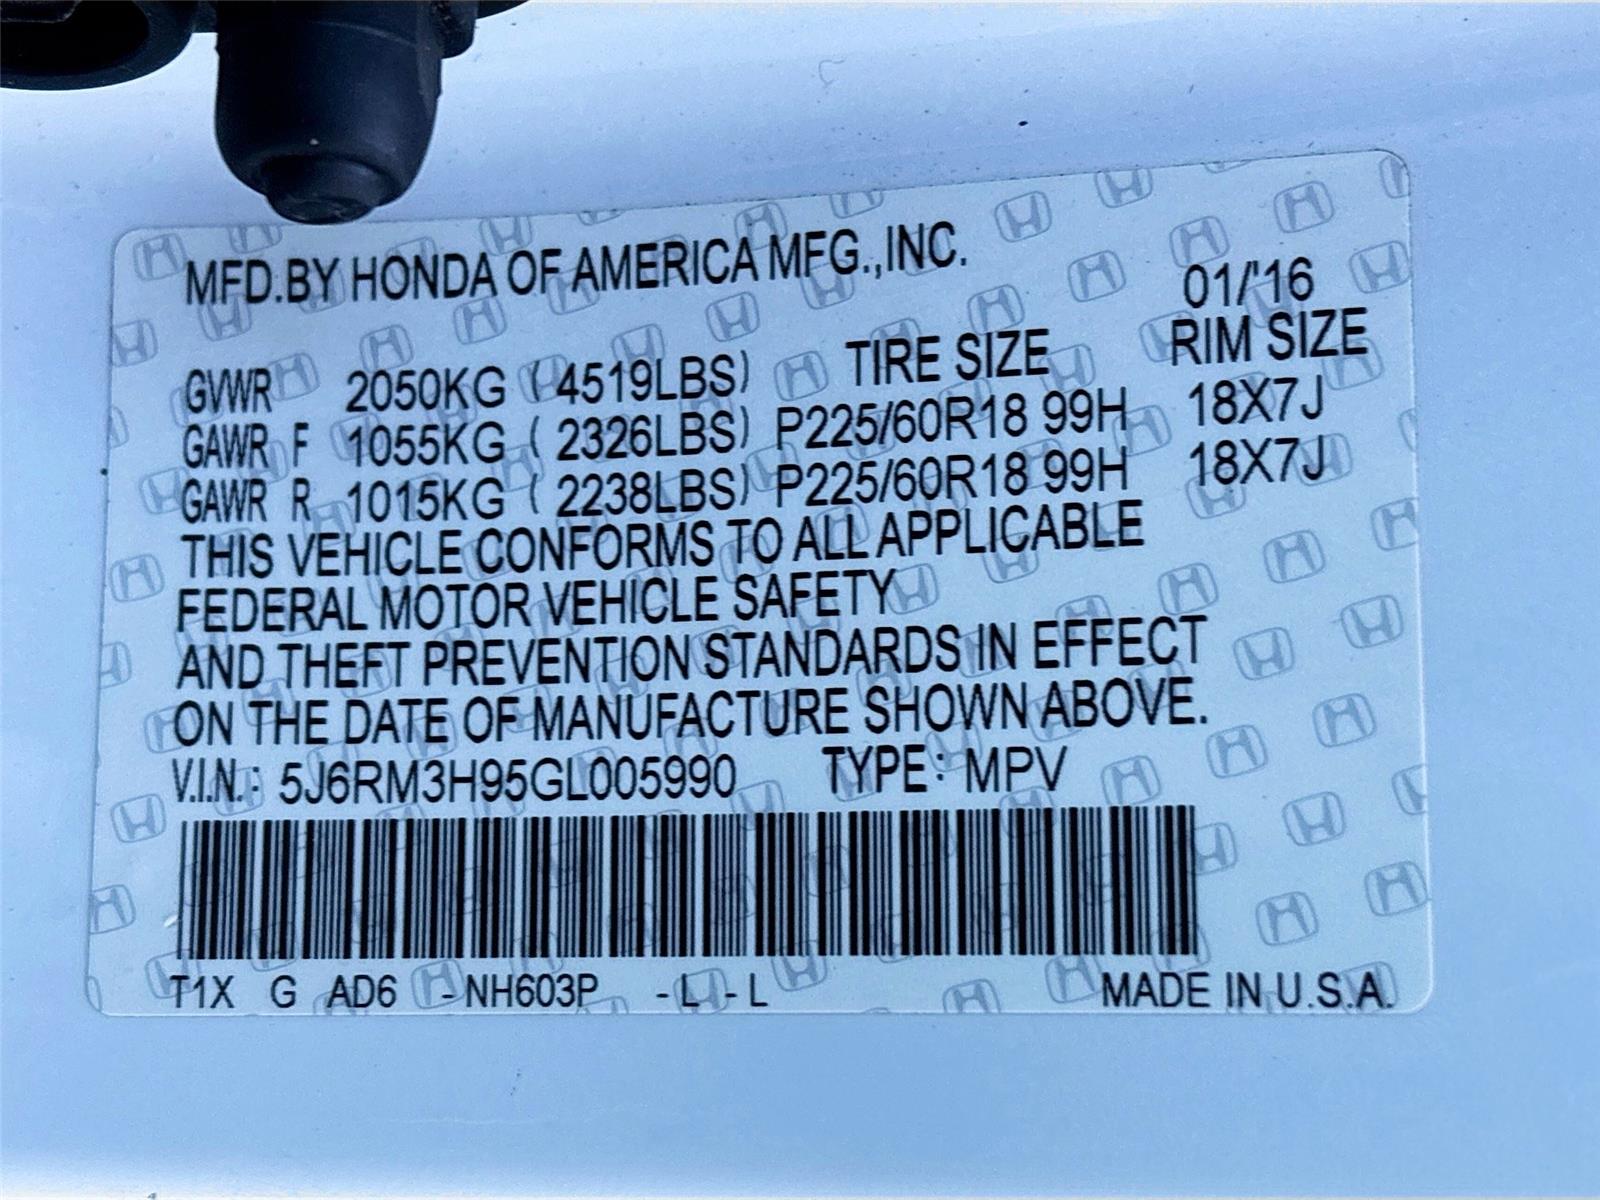 MFD.BY HONDA OF AMERICA MFG.,INC.
01/'16
TIRE SIZE RIM SIZE
GVWR 2050KG ( 4519LBS)
GAWR F 1055KG ( 2326LBS) P225/60R18 99H 18X7J
GAWR R 1015KG ( 2238LBS) P225/60R18 99H 18X7J
THIS VEHICLE CONFORMS TO ALL APPLICABLE
FEDERAL MOTOR VEHICLE SAFETY
AND THEFT PREVENTION STANDARDS IN EFFECT
ON THE DATE OF MANUFACTURE SHOWN ABOVE.
V.I.N.: 5J6RM3H95GL005990 TYPE: MPV
T1X G AD6 - NH603P - L - L MADE IN U.S.A.